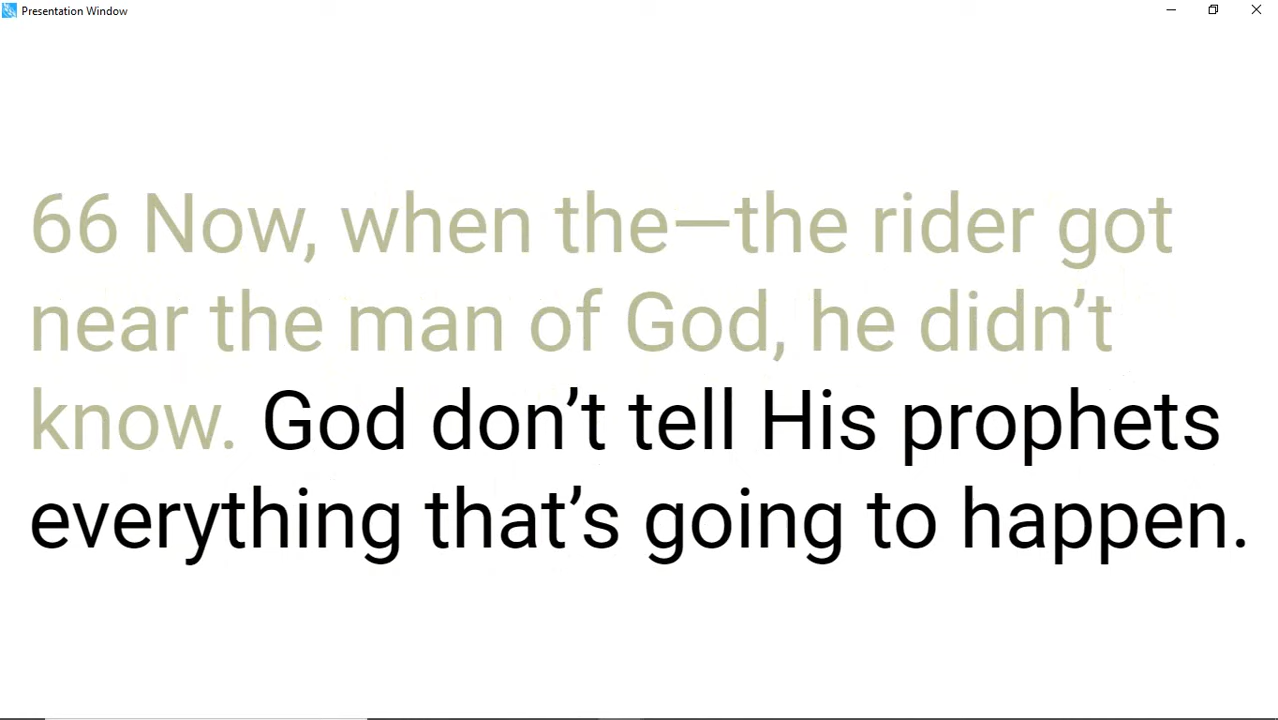 Presentation Window
66 Now, when the—the rider got
near the man of God, he didn’t
know. God don’t tell His prophets
everything that’s going to happen.